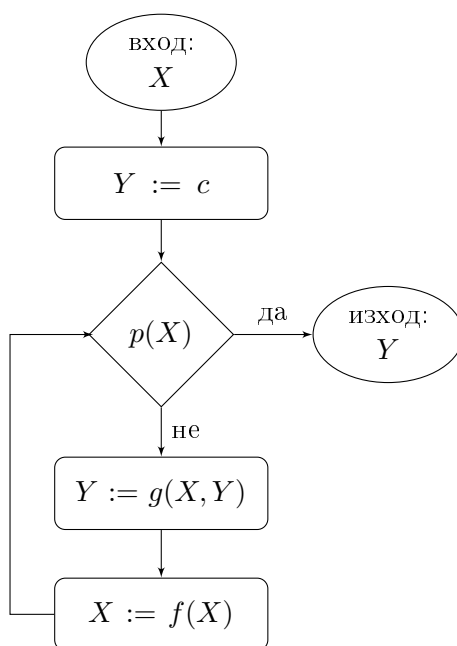 вход:
X
Y := c
p(X)
да
изход:
Y
не
Y := g(X, Y)
X := f(X)